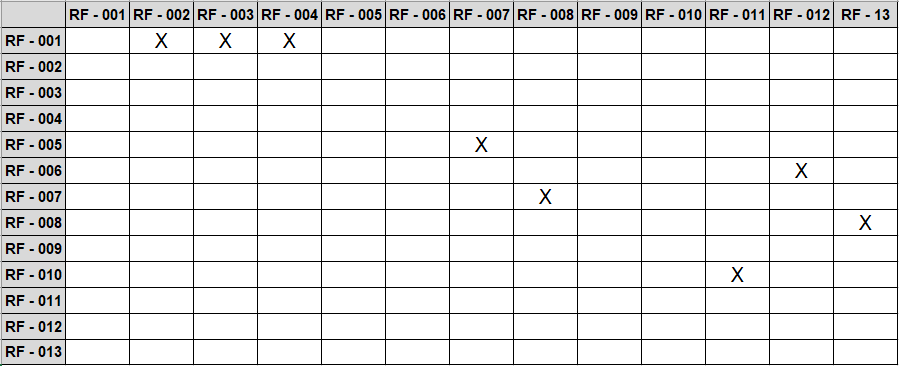 RF - 001 RF - 002 RF - 003 RF - 004 RF - 005 RF - 006 RF - 007 RF - 008 RF - 009 RF - 010 RF - 011 RF - 012 RF - 13
RF - 001 X X X
RF - 002
RF - 003
RF - 004
RF - 005 X
RF - 006 X
RF - 007 X
RF - 008 X
RF - 009
RF - 010 X
RF - 011
RF - 012
RF - 013